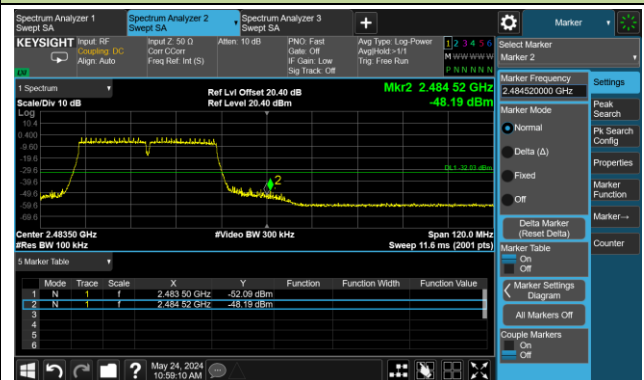 Spectrum Analyzer 1
Swept SA
Spectrum Analyzer 2
Swept SA
Spectrum Analyzer 3
Swept SA
Marker
KEYSIGHT
Input: RF
Coupling: DC
Align: Auto
Input Z: 50 Ω
Corr CCorr
Freq Ref: Int (S)
Atten: 10 dB
PNO: Fast
Gate: Off
IF Gain: Low
Sig Track: Off
Avg Type: Log-Power
Avg|Hold:>1/1
Trig: Free Run
1 2 3 4 5 6
M W W W W W
P N N N N N
Select Marker
Marker 2
1 Spectrum
Scale/Div 10 dB
Ref Lvl Offset 20.40 dB
Ref Level 20.40 dBm
Mkr2 2.484 52 GHz
-48.19 dBm
Log
10.4
0.400
-9.60
-19.6
-29.6
-39.6
-49.6
-59.6
-69.6
DL1 -32.03 dBm
2
Center 2.48350 GHz
#Res BW 100 kHz
#Video BW 300 kHz
Span 120.0 MHz
Sweep 11.6 ms (2001 pts)
5 Marker Table
Mode Trace Scale X Y Function Function Width Function Value
1 N 1 f 2.483 50 GHz -52.09 dBm
2 N 1 f 2.484 52 GHz -48.19 dBm
3
4
5
6
Marker Frequency
2.484520000 GHz
Marker Mode
Normal
Delta (Δ)
Fixed
Off
Delta Marker
(Reset Delta)
Marker Table
On
Off
Marker Settings
Diagram
All Markers Off
Couple Markers
On
Off
Settings
Peak
Search
Pk Search
Config
Properties
Marker
Function
Marker→
Counter
?
May 24, 2024
10:59:10 AM